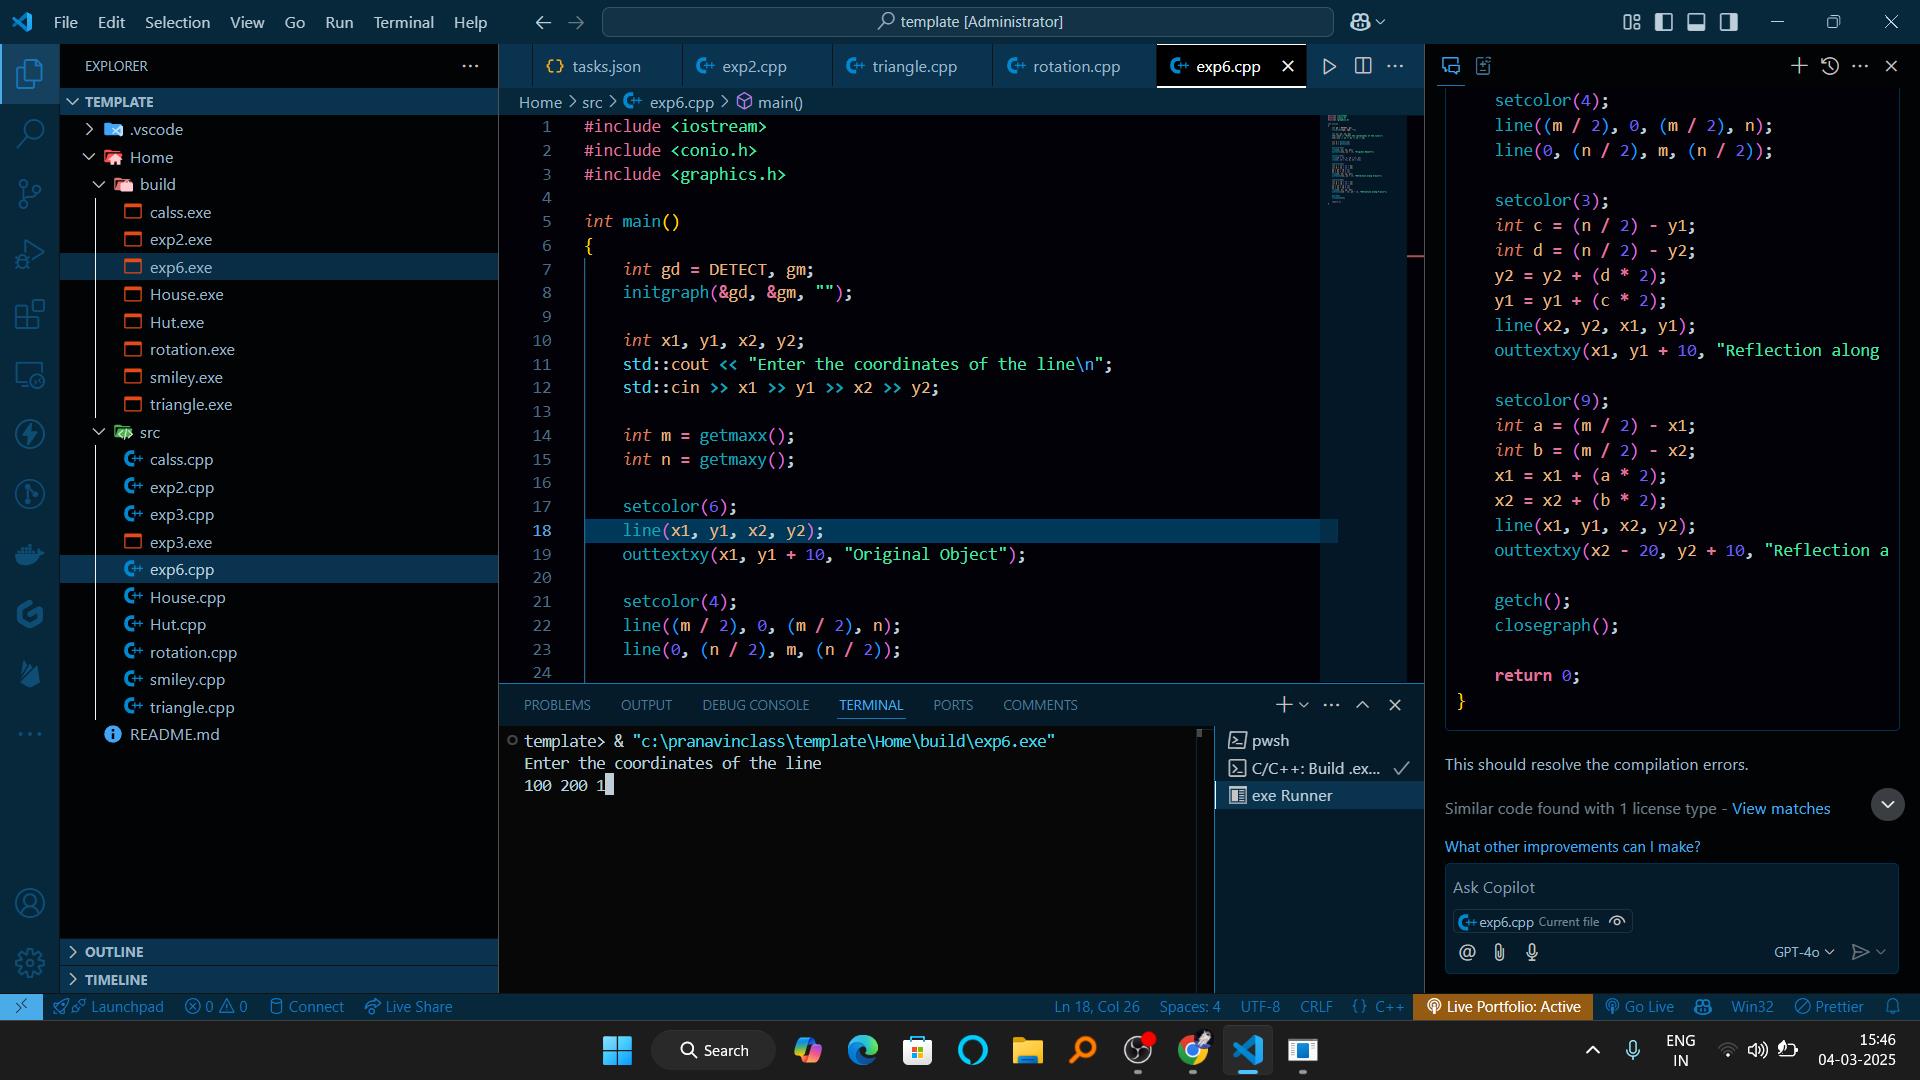 File Edit Selection View Go Run Terminal Help
template [Administrator]
EXPLORER
TEMPLATE
.vscode
Home
build
calss.exe
exp2.exe
exp6.exe
House.exe
Hut.exe
rotation.exe
smiley.exe
triangle.exe
src
calss.cpp
exp2.cpp
exp3.cpp
exp3.exe
exp6.cpp
House.cpp
Hut.cpp
rotation.cpp
smiley.cpp
triangle.cpp
README.md
OUTLINE
TIMELINE
tasks.json exp2.cpp triangle.cpp rotation.cpp exp6.cpp
Home > src > exp6.cpp > main()
1 #include <iostream>
2 #include <conio.h>
3 #include <graphics.h>
4
5 int main()
6 {
7 int gd = DETECT, gm;
8 initgraph(&gd, &gm, "");
9
10 int x1, y1, x2, y2;
11 std::cout << "Enter the coordinates of the line\n";
12 std::cin >> x1 >> y1 >> x2 >> y2;
13
14 int m = getmaxx();
15 int n = getmaxy();
16
17 setcolor(6);
18 line(x1, y1, x2, y2);
19 outtextxy(x1, y1 + 10, "Original Object");
20
21 setcolor(4);
22 line((m / 2), 0, (m / 2), n);
23 line(0, (n / 2), m, (n / 2));
24
PROBLEMS OUTPUT DEBUG CONSOLE TERMINAL PORTS COMMENTS
template> & "c:\pranavinclass\template\Home\build\exp6.exe"
Enter the coordinates of the line
100 200 1
pwsh
C/C++: Build .ex...
exe Runner
setcolor(4);
line((m / 2), 0, (m / 2), n);
line(0, (n / 2), m, (n / 2));
setcolor(3);
int c = (n / 2) - y1;
int d = (n / 2) - y2;
y2 = y2 + (d * 2);
y1 = y1 + (c * 2);
line(x2, y2, x1, y1);
outtextxy(x1, y1 + 10, "Reflection along
setcolor(9);
int a = (m / 2) - x1;
int b = (m / 2) - x2;
x1 = x1 + (a * 2);
x2 = x2 + (b * 2);
line(x1, y1, x2, y2);
outtextxy(x2 - 20, y2 + 10, "Reflection a
getch();
closegraph();
return 0;
}
This should resolve the compilation errors.
Similar code found with 1 license type - View matches
What other improvements can I make?
Ask Copilot
exp6.cpp Current file
GPT-4o
Launchpad 0 0 Connect Live Share
Ln 18, Col 26 Spaces: 4 UTF-8 CRLF {} C++ Live Portfolio: Active Go Live Win32 Prettier
Search
ENG
IN
15:46
04-03-2025